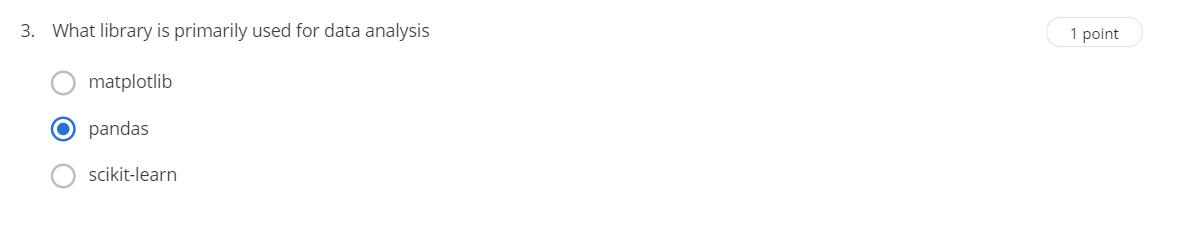 3. What library is primarily used for data analysis
1 point
matplotlib
pandas
scikit-learn